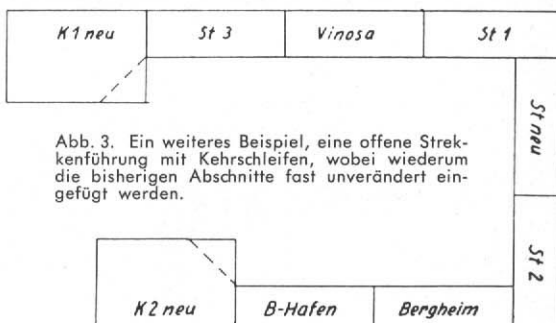 K1 neu St 3 Vinosa St 1
St neu
Abb. 3. Ein weiteres Beispiel, eine offene Strek-
kenführung mit Kehrschleifen, wobei wiederum
die bisherigen Abschnitte fast unverändert ein-
gefügt werden.
St 2
K2 neu B-Hafen Bergheim